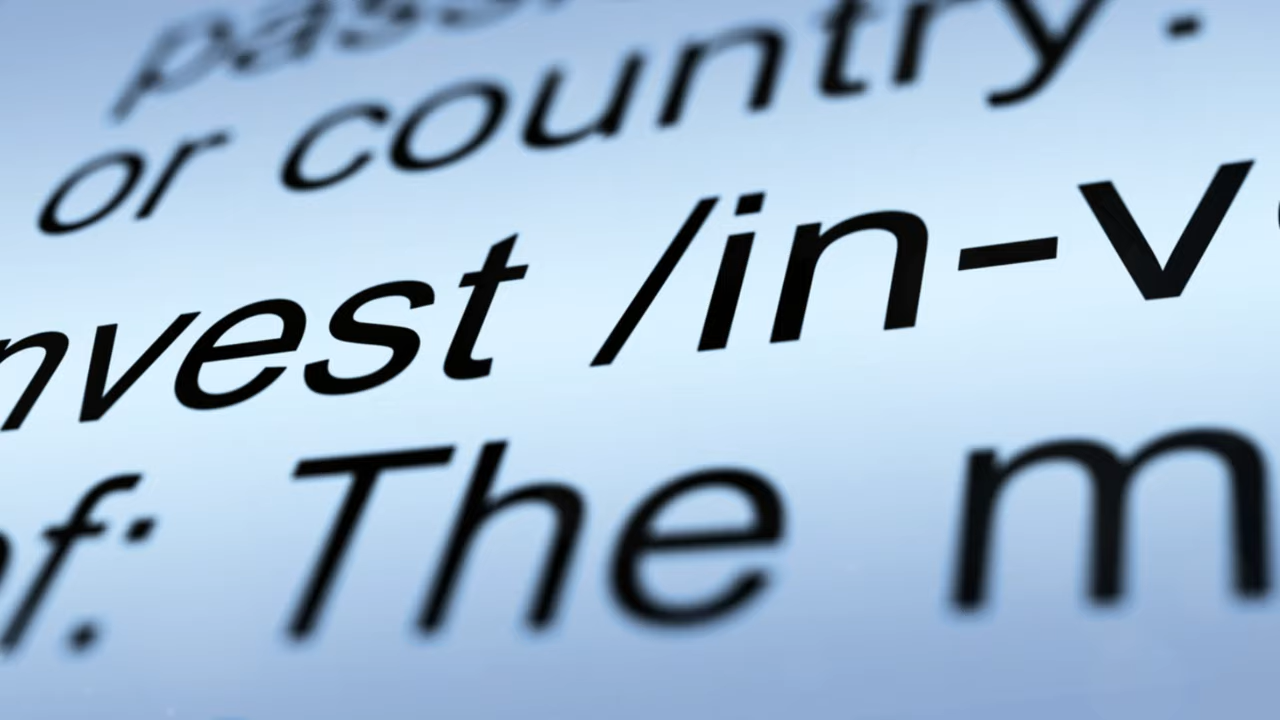 or country.
nvest /in-v
f: The m